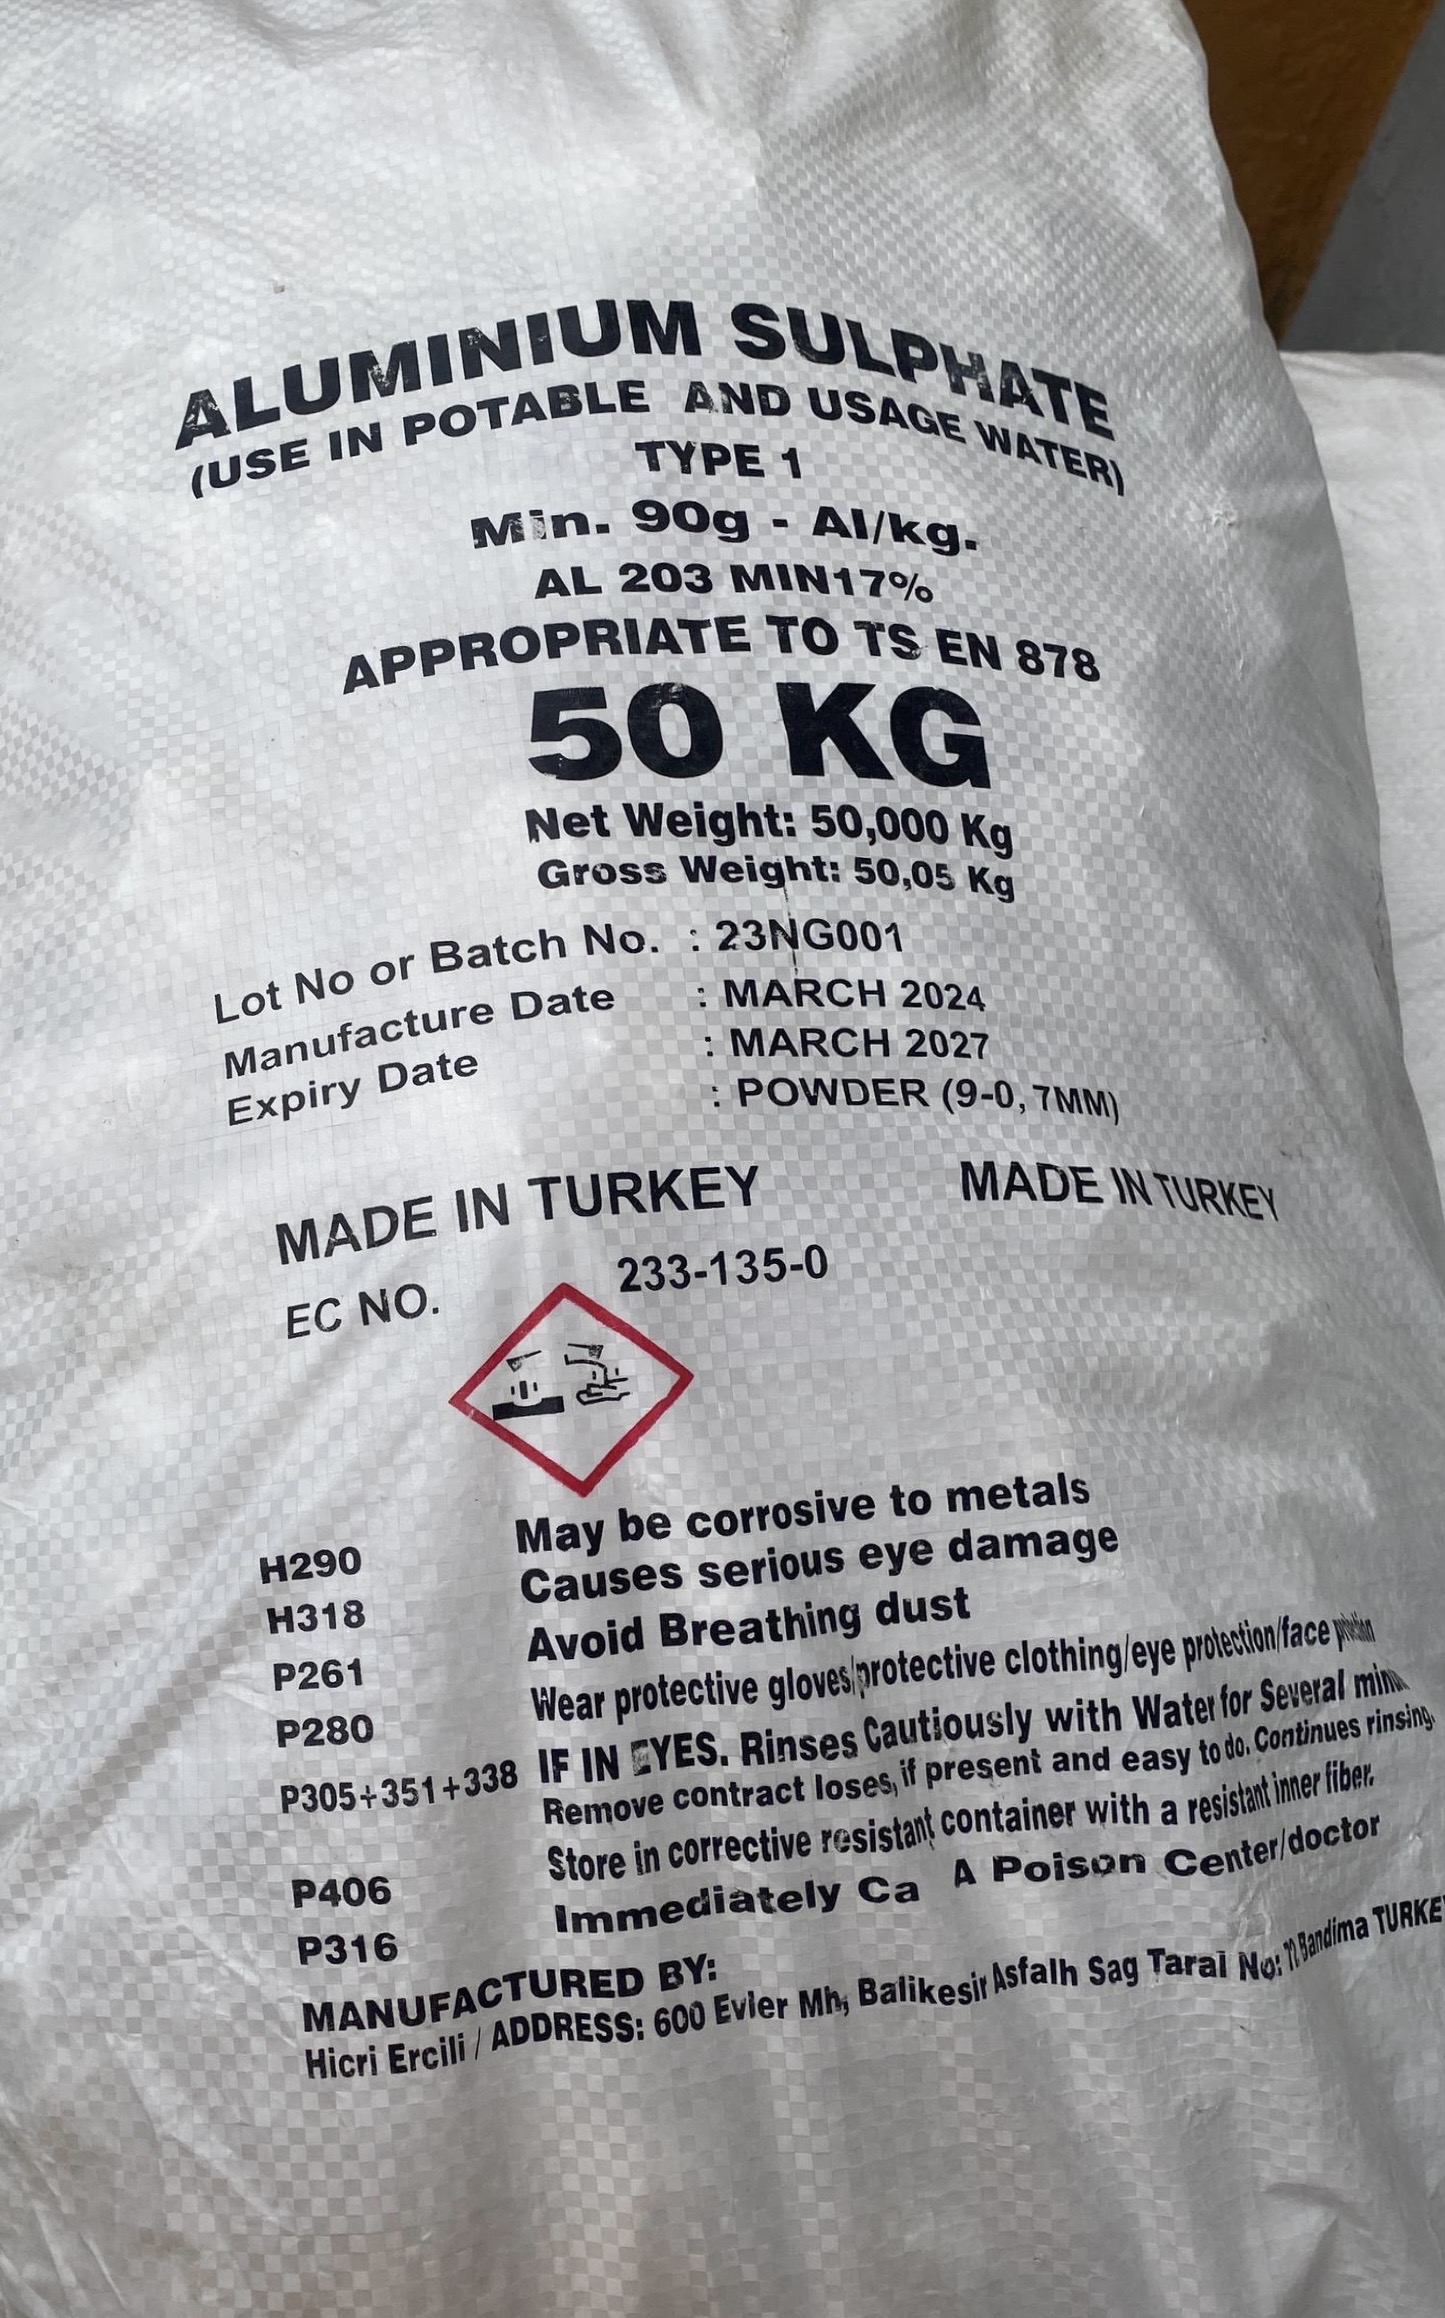 ALUMINIUM SULPHATE
(USE IN POTABLE AND USAGE WATER)
TYPE 1
Min. 90g - Al/kg.
AL 203 MIN17%
APPROPRIATE TO TS EN 878
50 KG
Net Weight: 50,000 Kg
Gross Weight: 50,05 Kg
Lot No or Batch No. : 23NG001
Manufacture Date : MARCH 2024
Expiry Date : MARCH 2027
: POWDER (9-0, 7MM)
MADE IN TURKEY MADE IN TURKEY
EC NO. 233-135-0
H290 May be corrosive to metals
H318 Causes serious eye damage
P261 Avoid Breathing dust
P280 Wear protective gloves/protective clothing/eye protection/face
P305+351+338 IF IN EYES. Rinses Cautiously with Water for Several
Remove contract loses, if present and easy to do. Continues rinsing.
P406 Store in corrective resistant container with a resistant inner fiber.
P316 Immediately Ca A Poison Center/doctor
MANUFACTURED BY:
Hicri Ercili / ADDRESS: 600 Evler Mh, Balikesir Asfalh Sag Taral No: Bandima